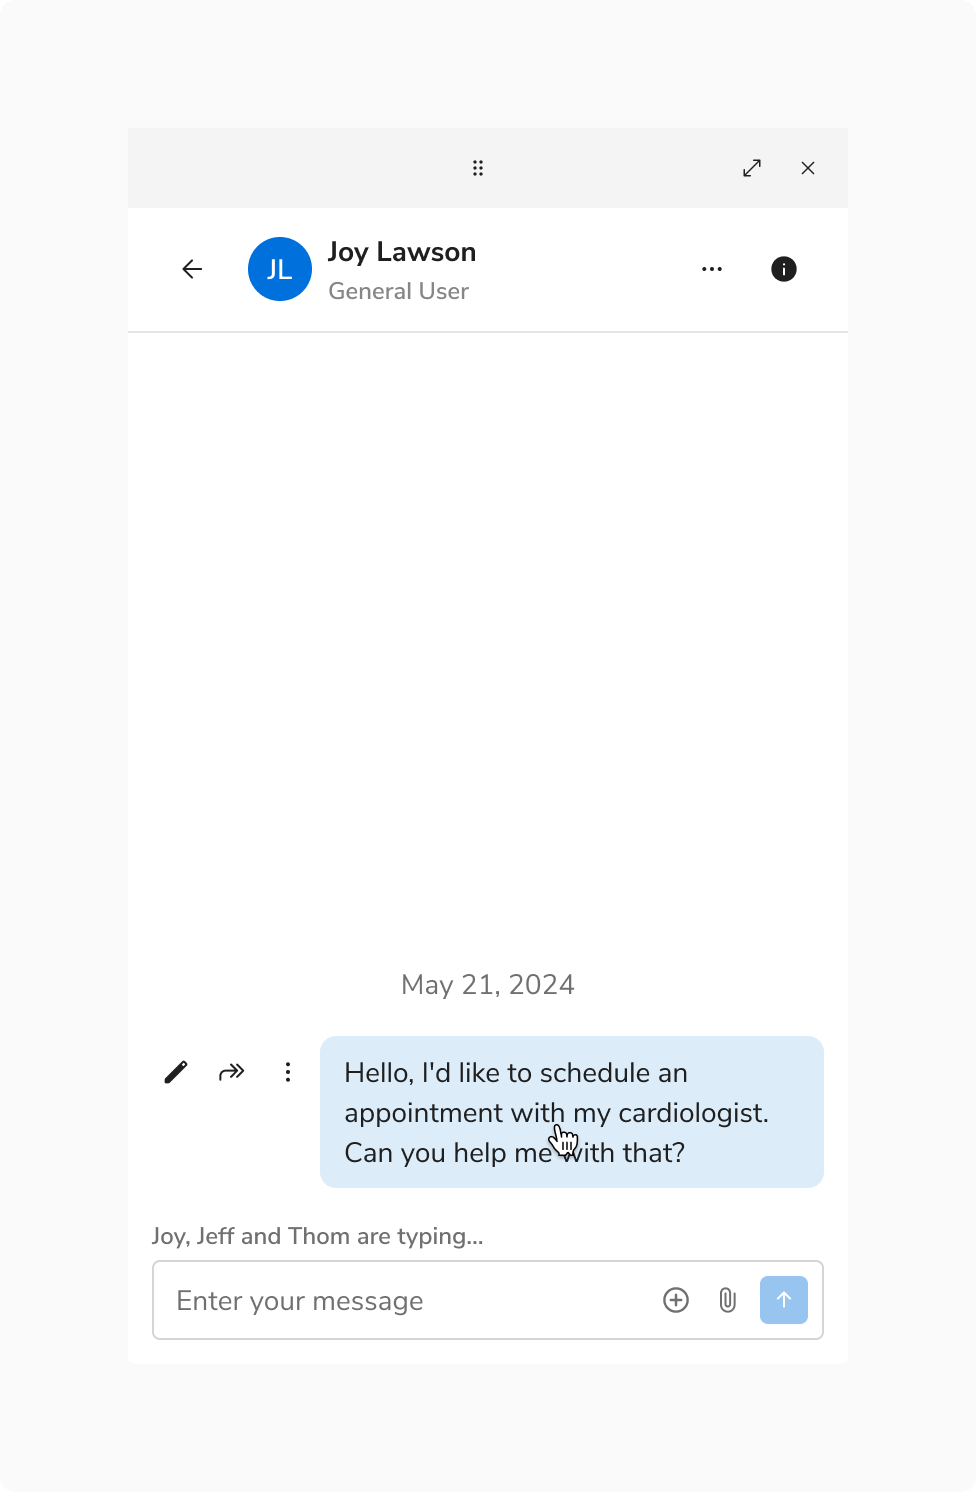 JL
Joy Lawson
General User
May 21, 2024
Hello, I'd like to schedule an
appointment with my cardiologist.
Can you help me with that?
Joy, Jeff and Thom are typing...
Enter your message